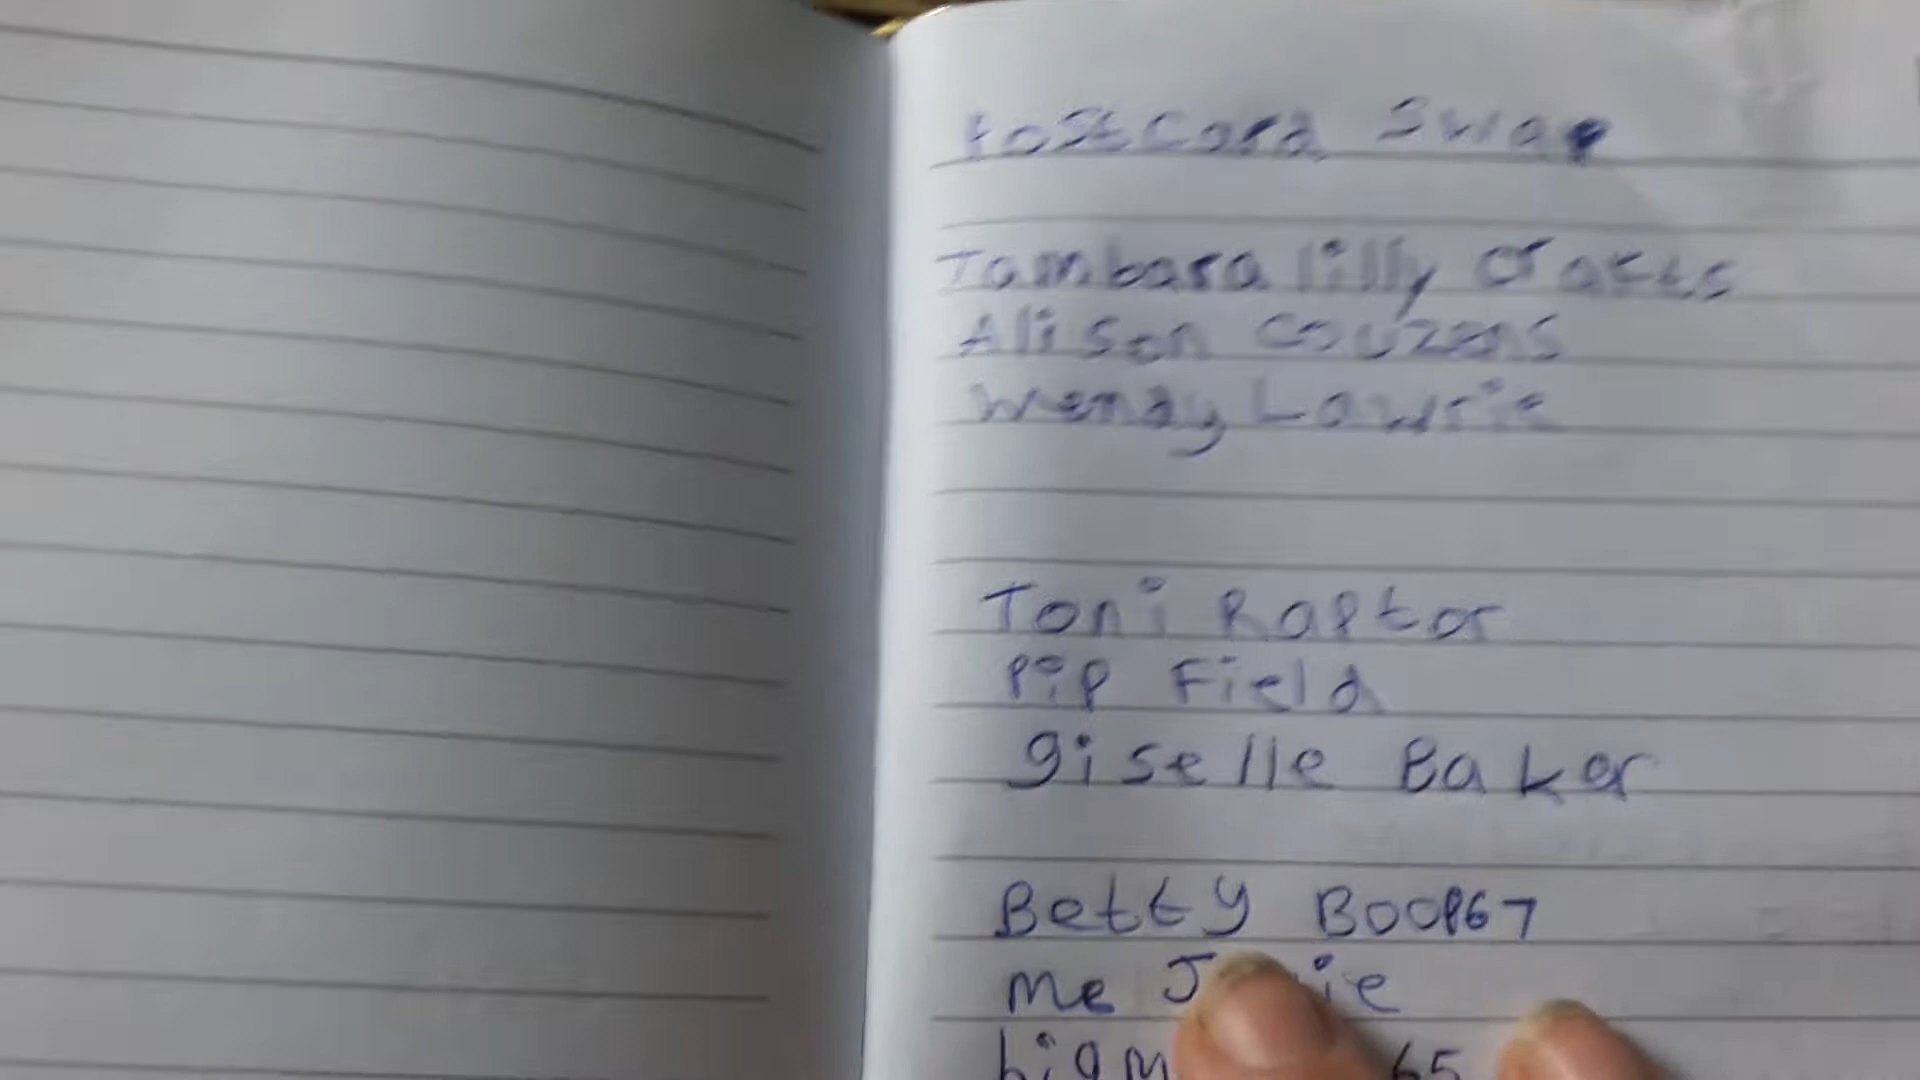 Postcard Swap
Tambara lilly crafts
Alison Couzens
Wendy Lawrie
Toni Raptor
Pip Field
giselle Baker
Betty Boop67
me